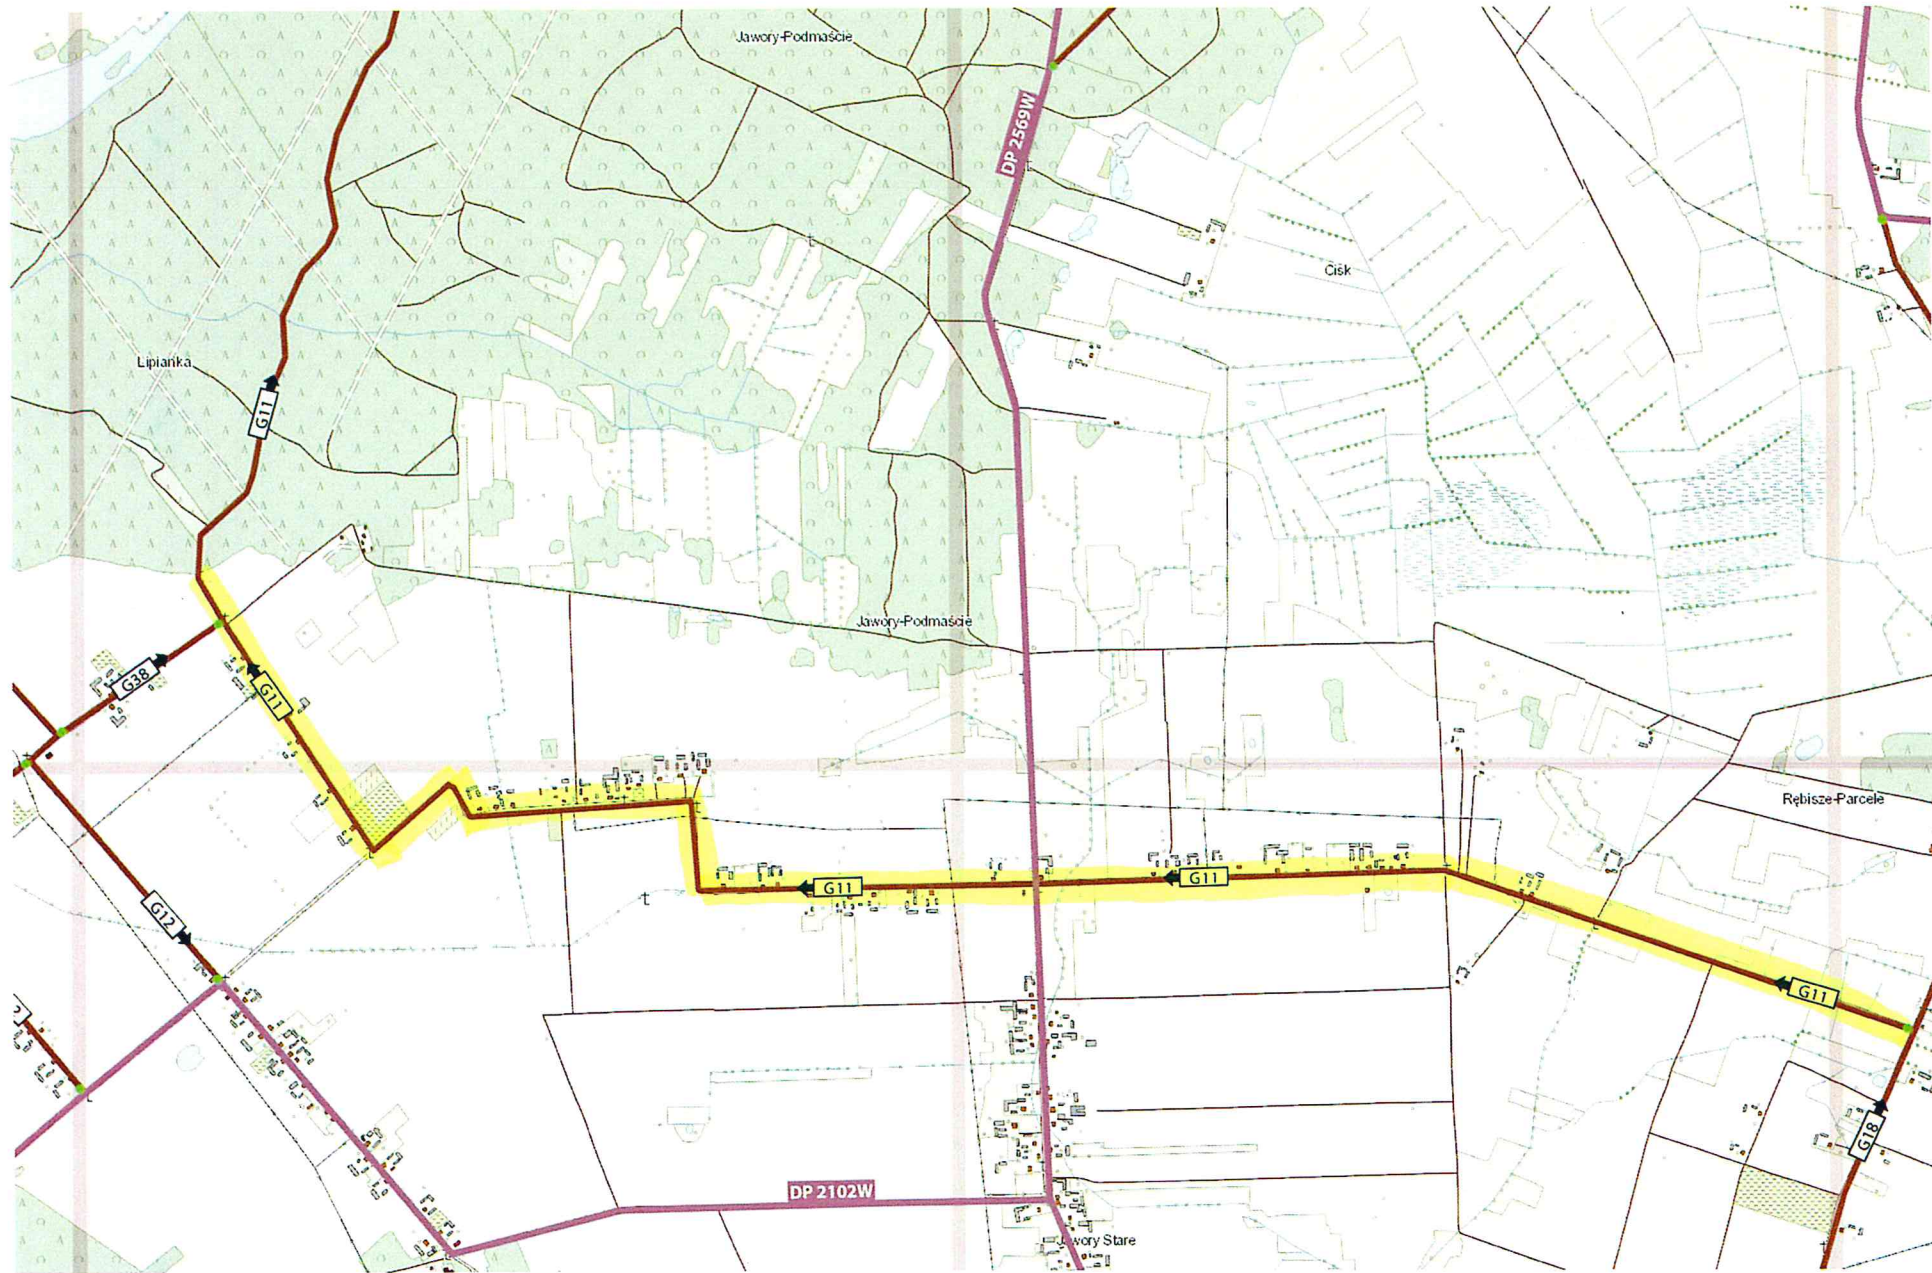 Jawory-Podmaście
DP 2569W
Cisk
Lipianka
G11
Jawory-Podmaście
G38
G11
Rębisze-Parcele
G11
G11
G12
G11
G18
DP 2102W
Stare